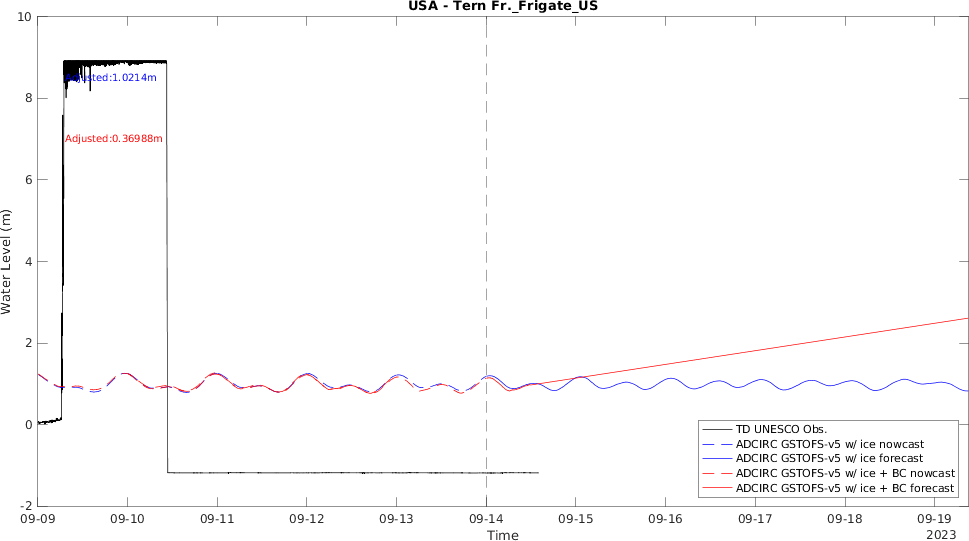 USA - Tern Fr._Frigate_US
10
8
6
4
2
0
-2
Water Level (m)
Adjusted:1.0214m
Adjusted:0.36988m
TD UNESCO Obs.
ADCIRC GSTOFS-v5 w/ ice nowcast
ADCIRC GSTOFS-v5 w/ ice forecast
ADCIRC GSTOFS-v5 w/ ice + BC nowcast
ADCIRC GSTOFS-v5 w/ ice + BC forecast
09-09 09-10 09-11 09-12 09-13 09-14 09-15 09-16 09-17 09-18 09-19
Time
2023